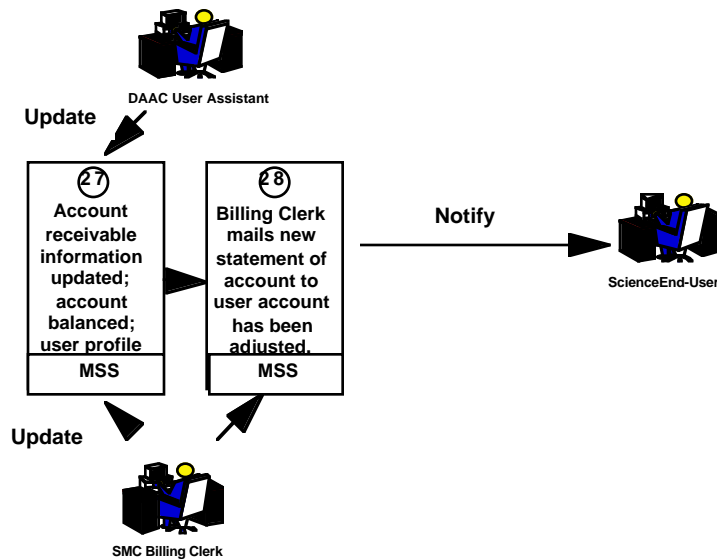 DAAC User Assistant
Update
27
Account
receivable
information
updated;
account
balanced;
user profile
MSS
28
Billing Clerk
mails new
statement of
account to
user account
has been
adjusted.
MSS
Notify
ScienceEnd-User
Update
SMC Billing Clerk